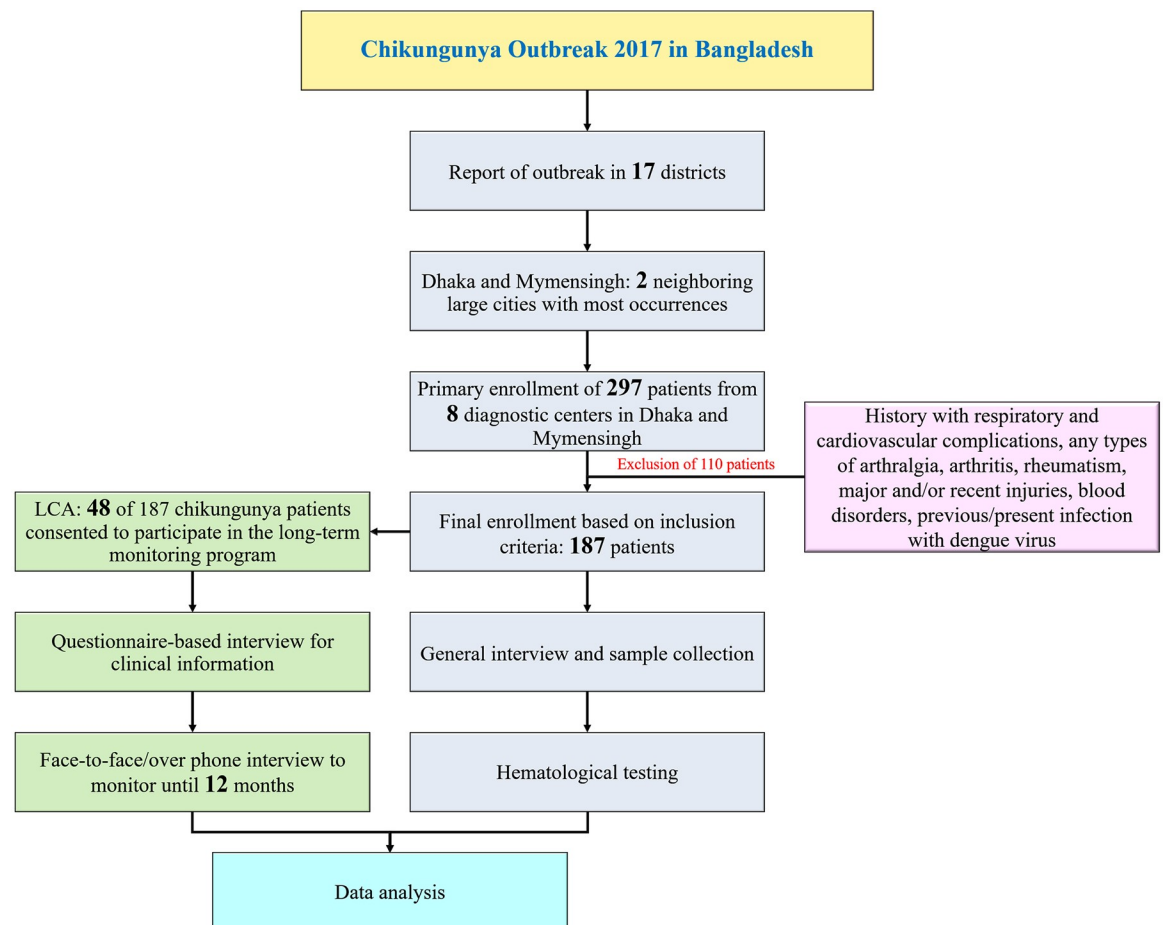 Chikungunya Outbreak 2017 in Bangladesh
Report of outbreak in 17 districts
Dhaka and Mymensingh: 2 neighboring
large cities with most occurrences
Primary enrollment of 297 patients from
8 diagnostic centers in Dhaka and
Mymensingh
Exclusion of 110 patients
History with respiratory and
cardiovascular complications, any types
of arthralgia, arthritis, rheumatism,
major and/or recent injuries, blood
disorders, previous/present infection
with dengue virus
LCA: 48 of 187 chikungunya patients
consented to participate in the long-term
monitoring program
Final enrollment based on inclusion
criteria: 187 patients
Questionnaire-based interview for
clinical information
General interview and sample collection
Face-to-face/over phone interview to
monitor until 12 months
Hematological testing
Data analysis